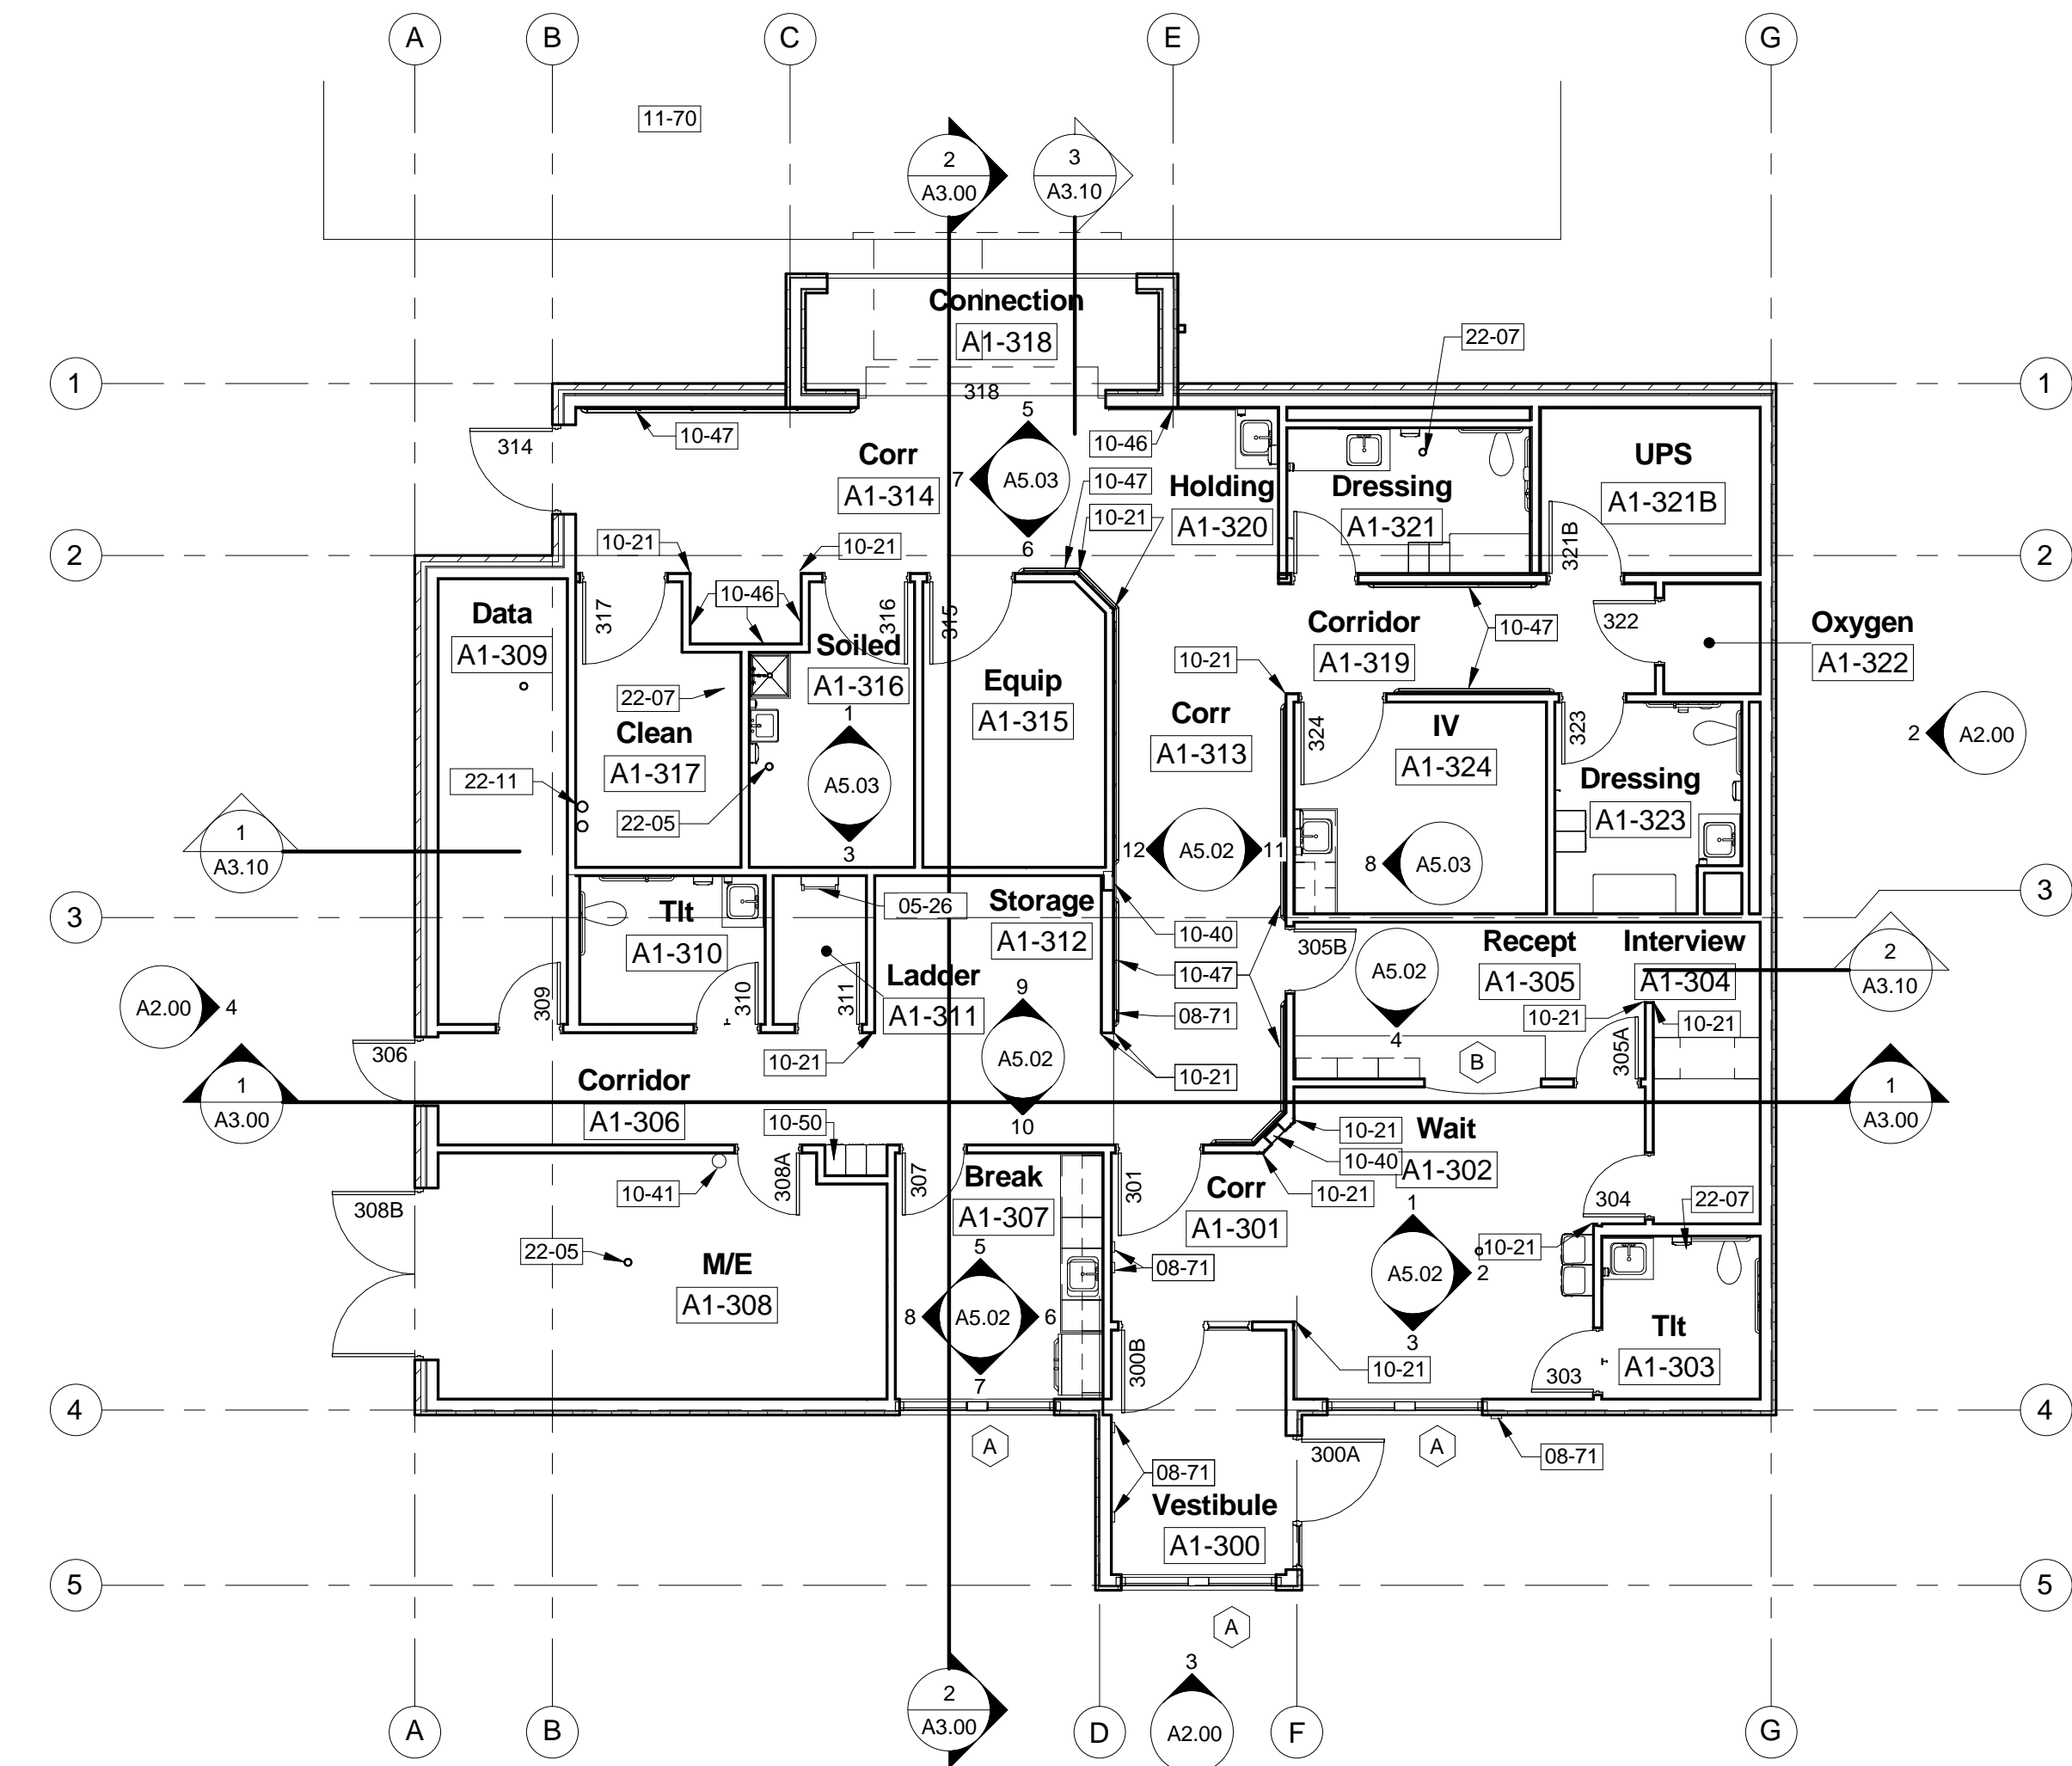 A
B
C
E
G
11-70
2
A3.00
3
A3.10
Connection
A1-318
22-07
1
1
318
314
10-47
Corr
A1-314
5
7
A5.03
6
10-46
10-47
10-21
Holding
A1-320
Dressing
A1-321
UPS
A1-321B
321B
2
2
10-21
10-21
10-46
317
316
315
Data
A1-309
Soiled
A1-316
Equip
A1-315
Corridor
A1-319
10-47
322
Oxygen
A1-322
10-21
22-07
Clean
A1-317
1
A5.03
3
Corr
A1-313
324
IV
A1-324
323
Dressing
A1-323
2
A2.00
22-11
22-05
1
A3.10
12
A5.02
11
8
A5.03
3
3
Tlt
A1-310
05-26
Storage
A1-312
10-40
305B
A5.02
4
Recept
A1-305
Interview
A1-304
2
A3.10
10-47
Ladder
A1-311
309
310
311
9
A5.02
10
08-71
10-21
10-21
B
305A
A2.00
4
306
10-21
10-21
1
A3.00
Corridor
A1-306
1
A3.00
10-50
10-21
Wait
A1-302
10-40
10-21
10-41
308A
307
Break
A1-307
301
Corr
A1-301
304
22-07
308B
22-05
M/E
A1-308
5
8
A5.02
6
7
08-71
1
A5.02
2
3
10-21
300B
10-21
Tlt
A1-303
303
4
4
A
300A
A
08-71
08-71
Vestibule
A1-300
5
5
A
3
A2.00
A
B
2
A3.00
D
F
G